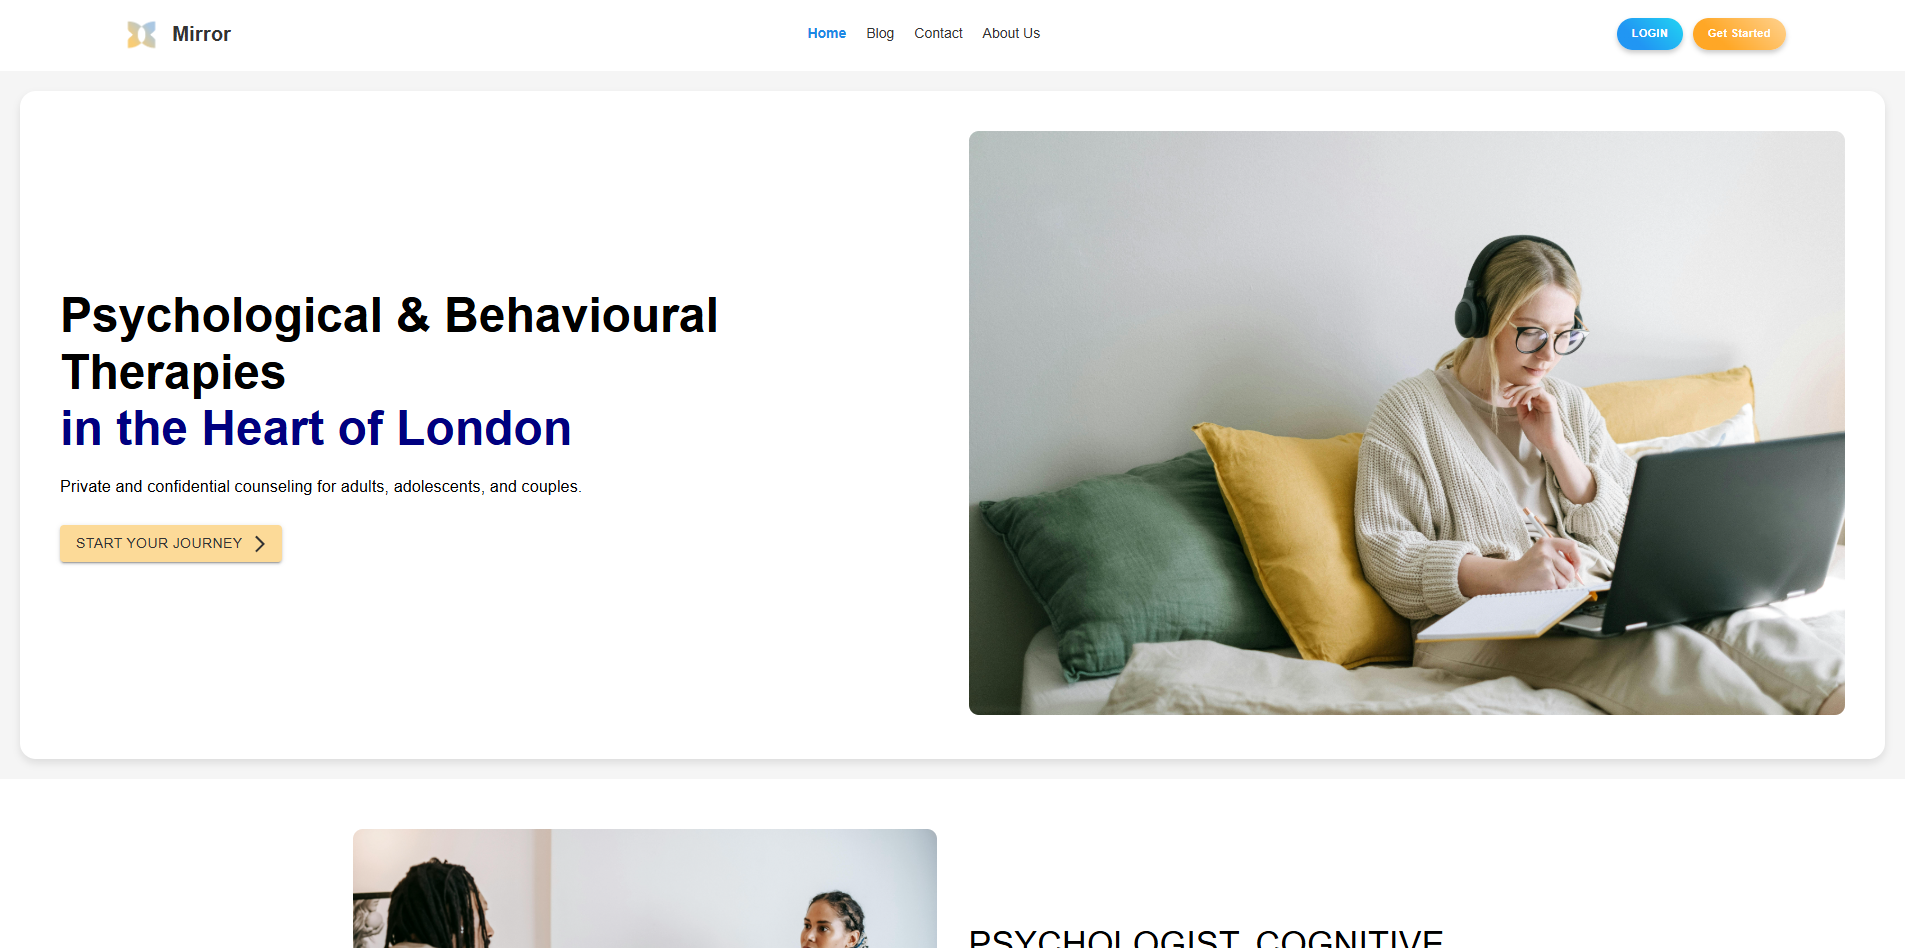 Mirror
Home Blog Contact About Us
LOGIN Get Started
Psychological & Behavioural
Therapies
in the Heart of London
Private and confidential counseling for adults, adolescents, and couples.
START YOUR JOURNEY
PSYCHOLOGIST, COGNITIVE